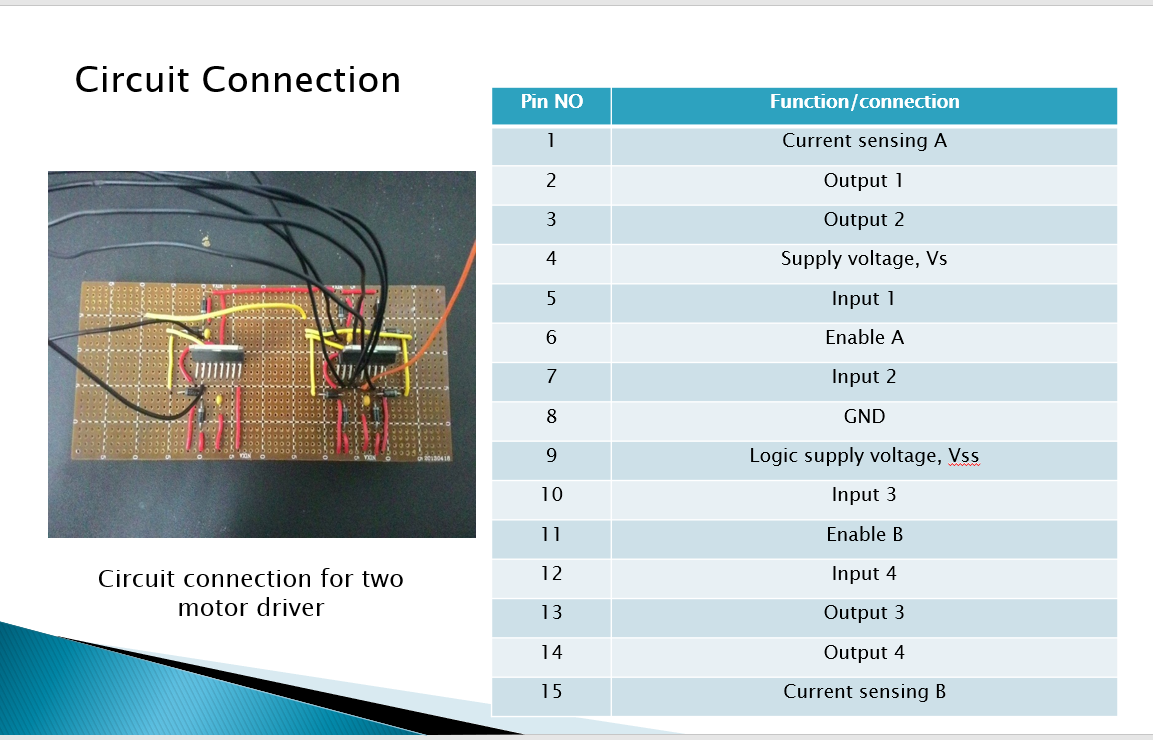 Circuit Connection
Pin NO Function/connection
1 Current sensing A
2 Output 1
3 Output 2
4 Supply voltage, Vs
5 Input 1
6 Enable A
7 Input 2
8 GND
9 Logic supply voltage, Vss
10 Input 3
11 Enable B
12 Input 4
13 Output 3
14 Output 4
15 Current sensing B
Circuit connection for two
motor driver